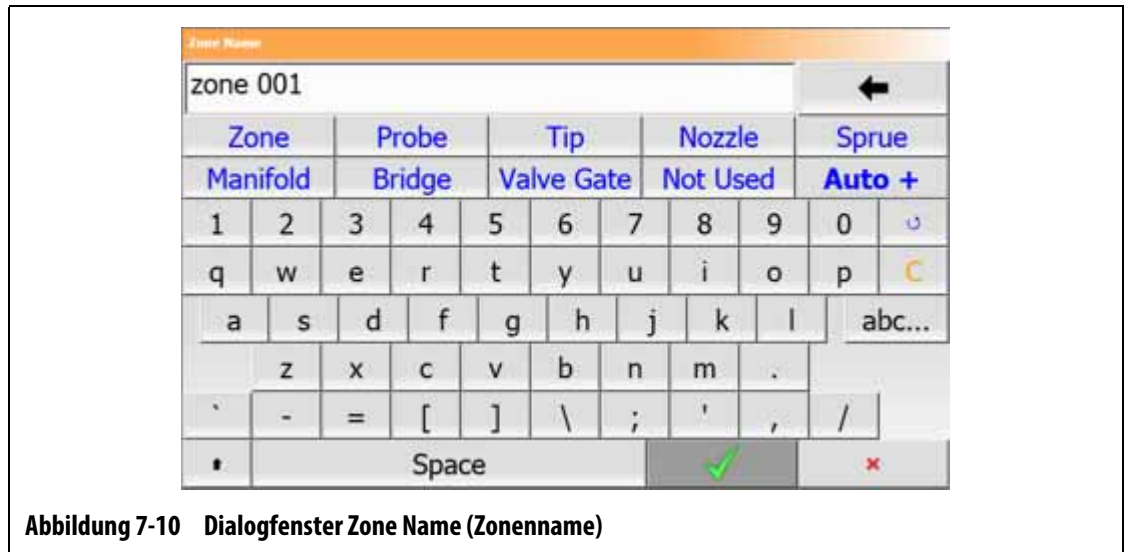 Zone Name
zone 001
Zone Probe Tip Nozzle Sprue
Manifold Bridge Valve Gate Not Used Auto +
1 2 3 4 5 6 7 8 9 0 ↺
q w e r t y u i o p C
a s d f g h j k l abc...
z x c v b n m .
` - = [ ] \ ; ' , /
Space
Abbildung 7-10 Dialogfenster Zone Name (Zonenname)